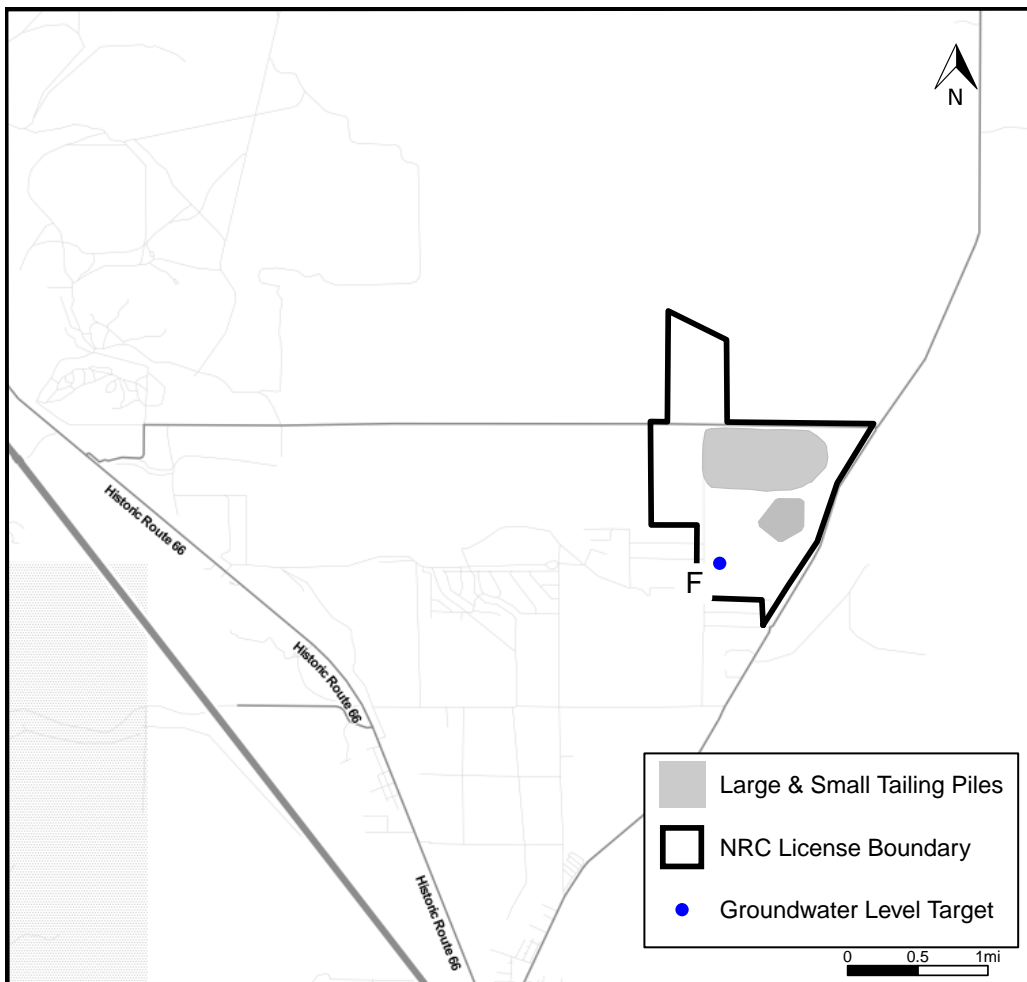 N
Historic Route 66
F
Historic Route 66
Large & Small Tailing Piles
NRC License Boundary
Historic Route 66
Groundwater Level Target
0 0.5 1mi